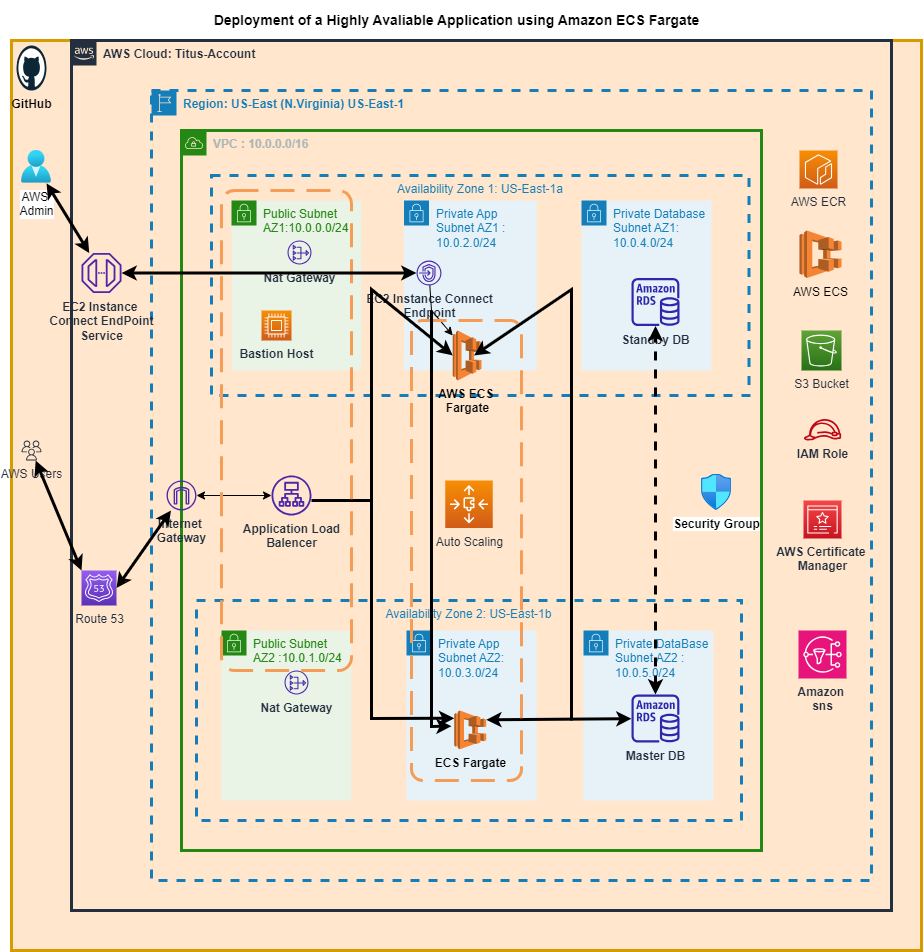 Deployment of a Highly Avaliable Application using Amazon ECS Fargate
aws
AWS Cloud: Titus-Account
GitHub
Region: US-East (N.Virginia) US-East-1
VPC : 10.0.0.0/16
Availability Zone 1: US-East-1a
AWS
Admin
Public Subnet
AZ1:10.0.0.0/24
Nat Gateway
Bastion Host
Private App
Subnet AZ1 :
10.0.2.0/24
EC2 Instance Connect
Endpoint
AWS ECS
Fargate
Private Database
Subnet AZ1:
10.0.4.0/24
Amazon
RDS
Standby DB
EC2 Instance
Connect EndPoint
Service
AWS ECR
AWS ECS
S3 Bucket
IAM Role
AWS Certificate
Manager
Amazon
sns
AWS Users
Internet
Gateway
Application Load
Balencer
Auto Scaling
Security Group
53
Route 53
Availability Zone 2: US-East-1b
Public Subnet
AZ2 :10.0.1.0/24
Nat Gateway
Private App
Subnet AZ2:
10.0.3.0/24
ECS Fargate
Private DataBase
Subnet AZ2 :
10.0.5.0/24
Amazon
RDS
Master DB